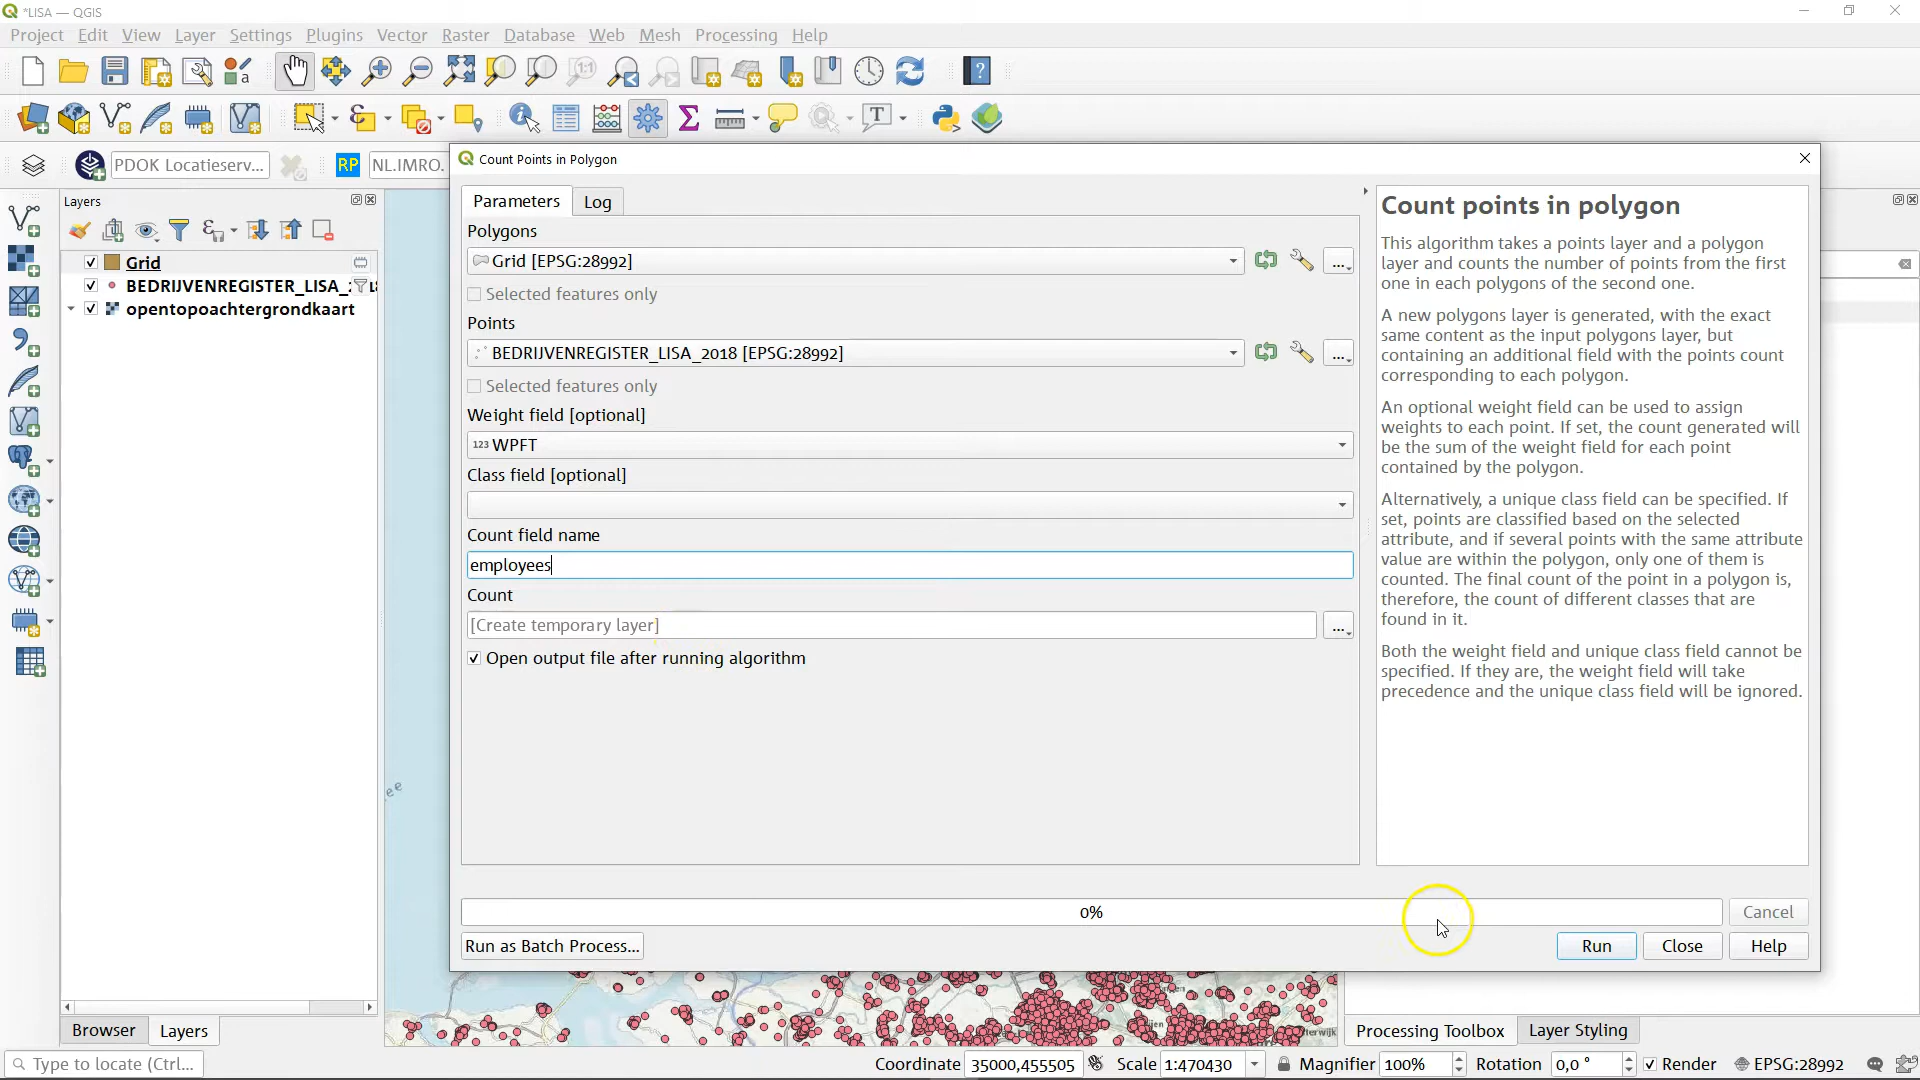 *LISA — QGIS
Project Edit View Layer Settings Plugins Vector Raster Database Web Mesh Processing Help
PDOK Locatieserv...
RP
NL.IMRO.
Count Points in Polygon
Layers
Grid
BEDRIJVENREGISTER_LISA_
opentopoachtergrondkaart
Parameters
Log
Polygons
Grid [EPSG:28992]
Selected features only
Points
BEDRIJVENREGISTER_LISA_2018 [EPSG:28992]
Selected features only
Weight field [optional]
123 WPFT
Class field [optional]
Count field name
employees
Count
[Create temporary layer]
Open output file after running algorithm
Count points in polygon
This algorithm takes a points layer and a polygon
layer and counts the number of points from the first
one in each polygons of the second one.
A new polygons layer is generated, with the exact
same content as the input polygons layer, but
containing an additional field with the points count
corresponding to each polygon.
An optional weight field can be used to assign
weights to each point. If set, the count generated will
be the sum of the weight field for each point
contained by the polygon.
Alternatively, a unique class field can be specified. If
set, points are classified based on the selected
attribute, and if several points with the same attribute
value are within the polygon, only one of them is
counted. The final count of the point in a polygon is,
therefore, the count of different classes that are
found in it.
Both the weight field and unique class field cannot be
specified. If they are, the weight field will take
precedence and the unique class field will be ignored.
0%
Cancel
Run as Batch Process...
Run
Close
Help
Browser
Layers
Processing Toolbox
Layer Styling
Type to locate (Ctrl...
Coordinate 35000,455505
Scale 1:470430
Magnifier 100%
Rotation 0,0 °
Render
EPSG:28992